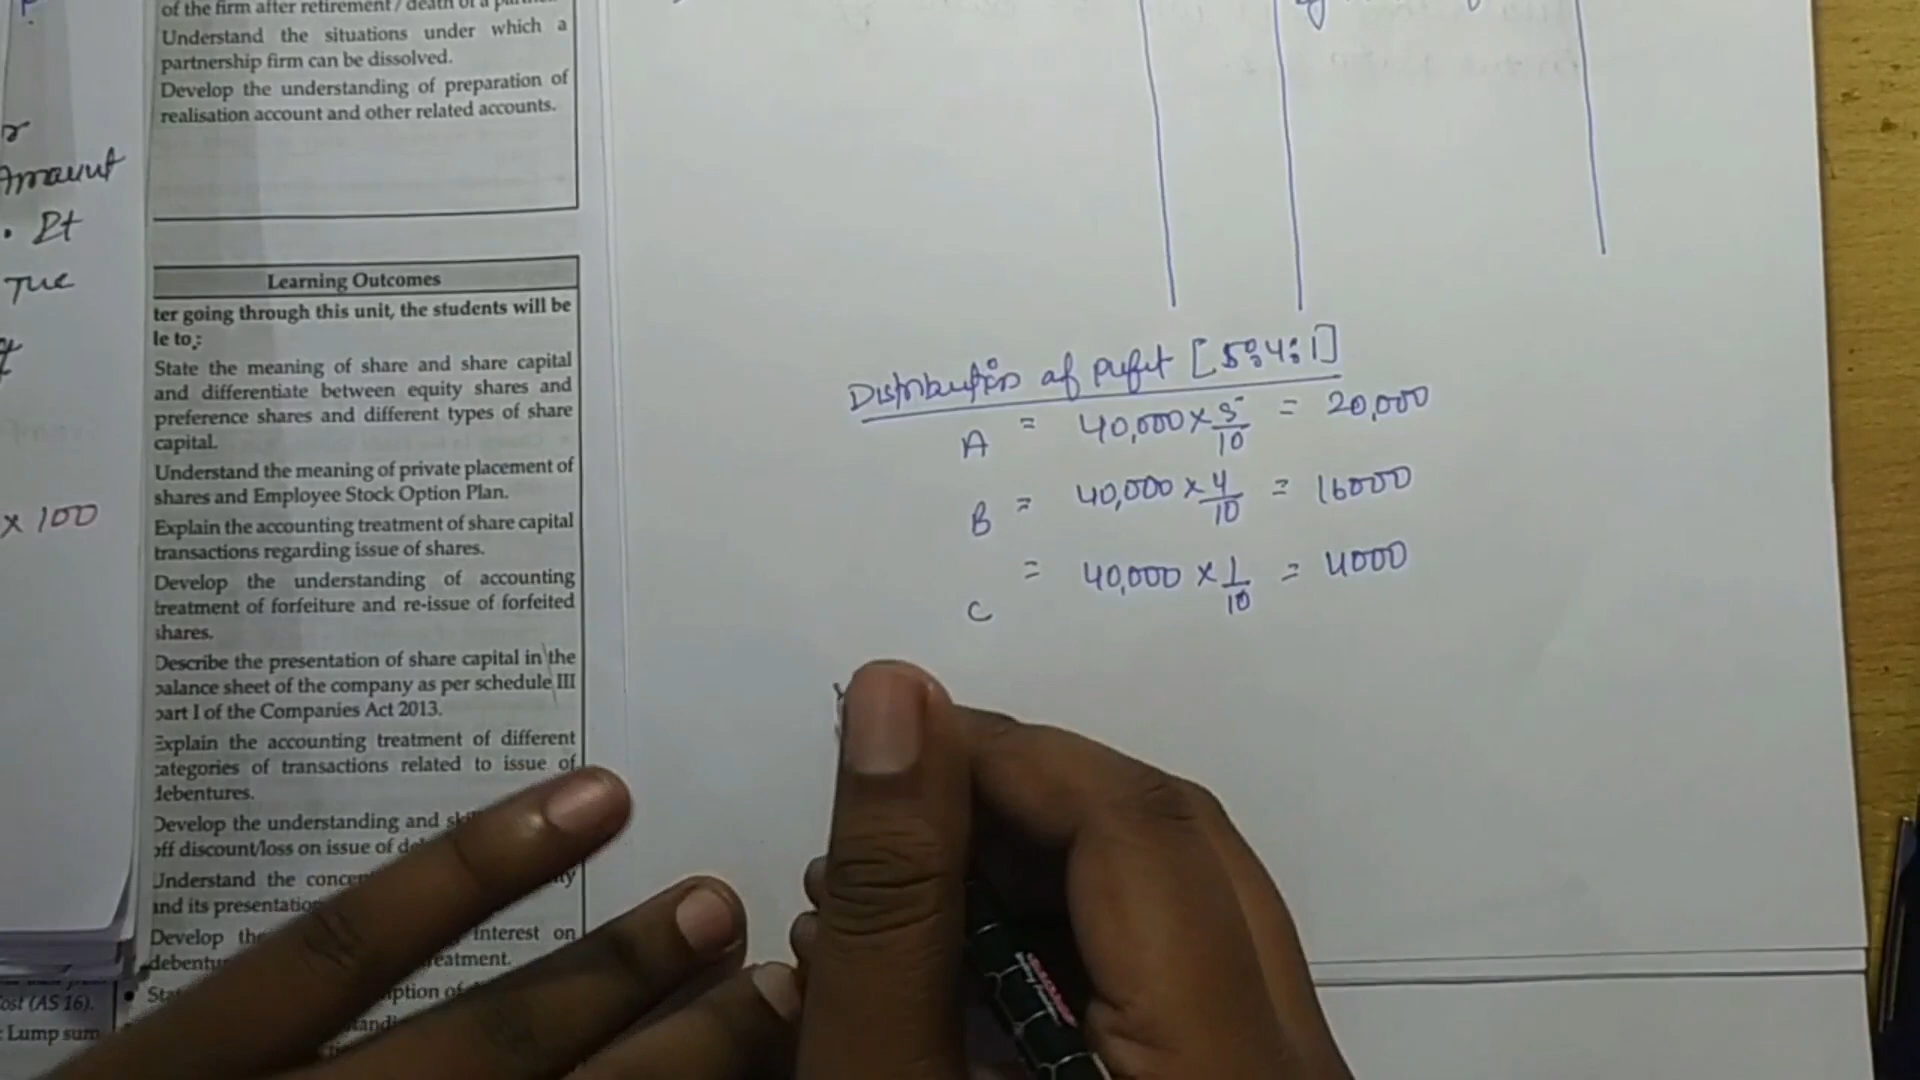 of the firm after retirement / death of a
Understand the situations under which a
partnership firm can be dissolved.
Develop the understanding of preparation of
realisation account and other related accounts.
Amount
Learning Outcomes
ter going through this unit, the students will be
le to :
State the meaning of share and share capital
and differentiate between equity shares and
preference shares and different types of share
capital.
Understand the meaning of private placement of
shares and Employee Stock Option Plan.
Explain the accounting treatment of share capital
transactions regarding issue of shares.
Develop the understanding of accounting
treatment of forfeiture and re-issue of forfeited
shares.
Describe the presentation of share capital in the
balance sheet of the company as per schedule III
part I of the Companies Act 2013.
Explain the accounting treatment of different
categories of transactions related to issue of
debentures.
Develop the understanding and
off discount/loss on issue of
Understand the
and its
Develop interest on
× 100
ost (AS 16).
: Lump sum
Distribution of Profit [5:4:1]
A = 40,000 × 5/10 = 20,000
B = 40,000 × 4/10 = 16000
C = 40,000 × 1/10 = 4000